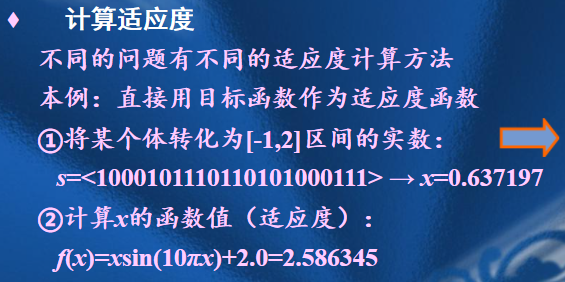 ♦ 计算适应度
不同的问题有不同的适应度计算方法
本例：直接用目标函数作为适应度函数
①将某个体转化为[-1,2]区间的实数：
s=<1000101110110101000111> → x=0.637197
②计算x的函数值（适应度）：
f(x)=xsin(10πx)+2.0=2.586345